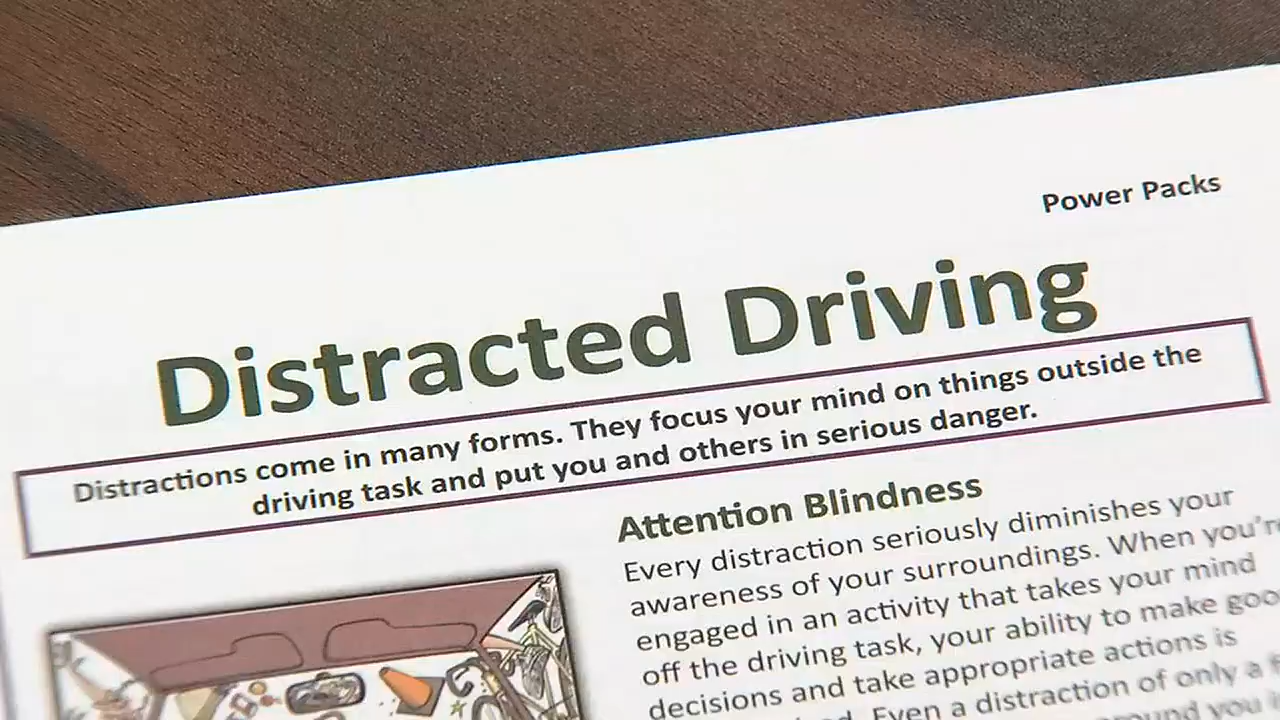 Power Packs
Distracted Driving
Distractions come in many forms. They focus your mind on things outside the
driving task and put you and others in serious danger.
Attention Blindness
Every distraction seriously diminishes your
awareness of your surroundings. When you're
engaged in an activity that takes your mind
off the driving task, your ability to make
decisions and take appropriate actions is
Even a distraction of only a
you